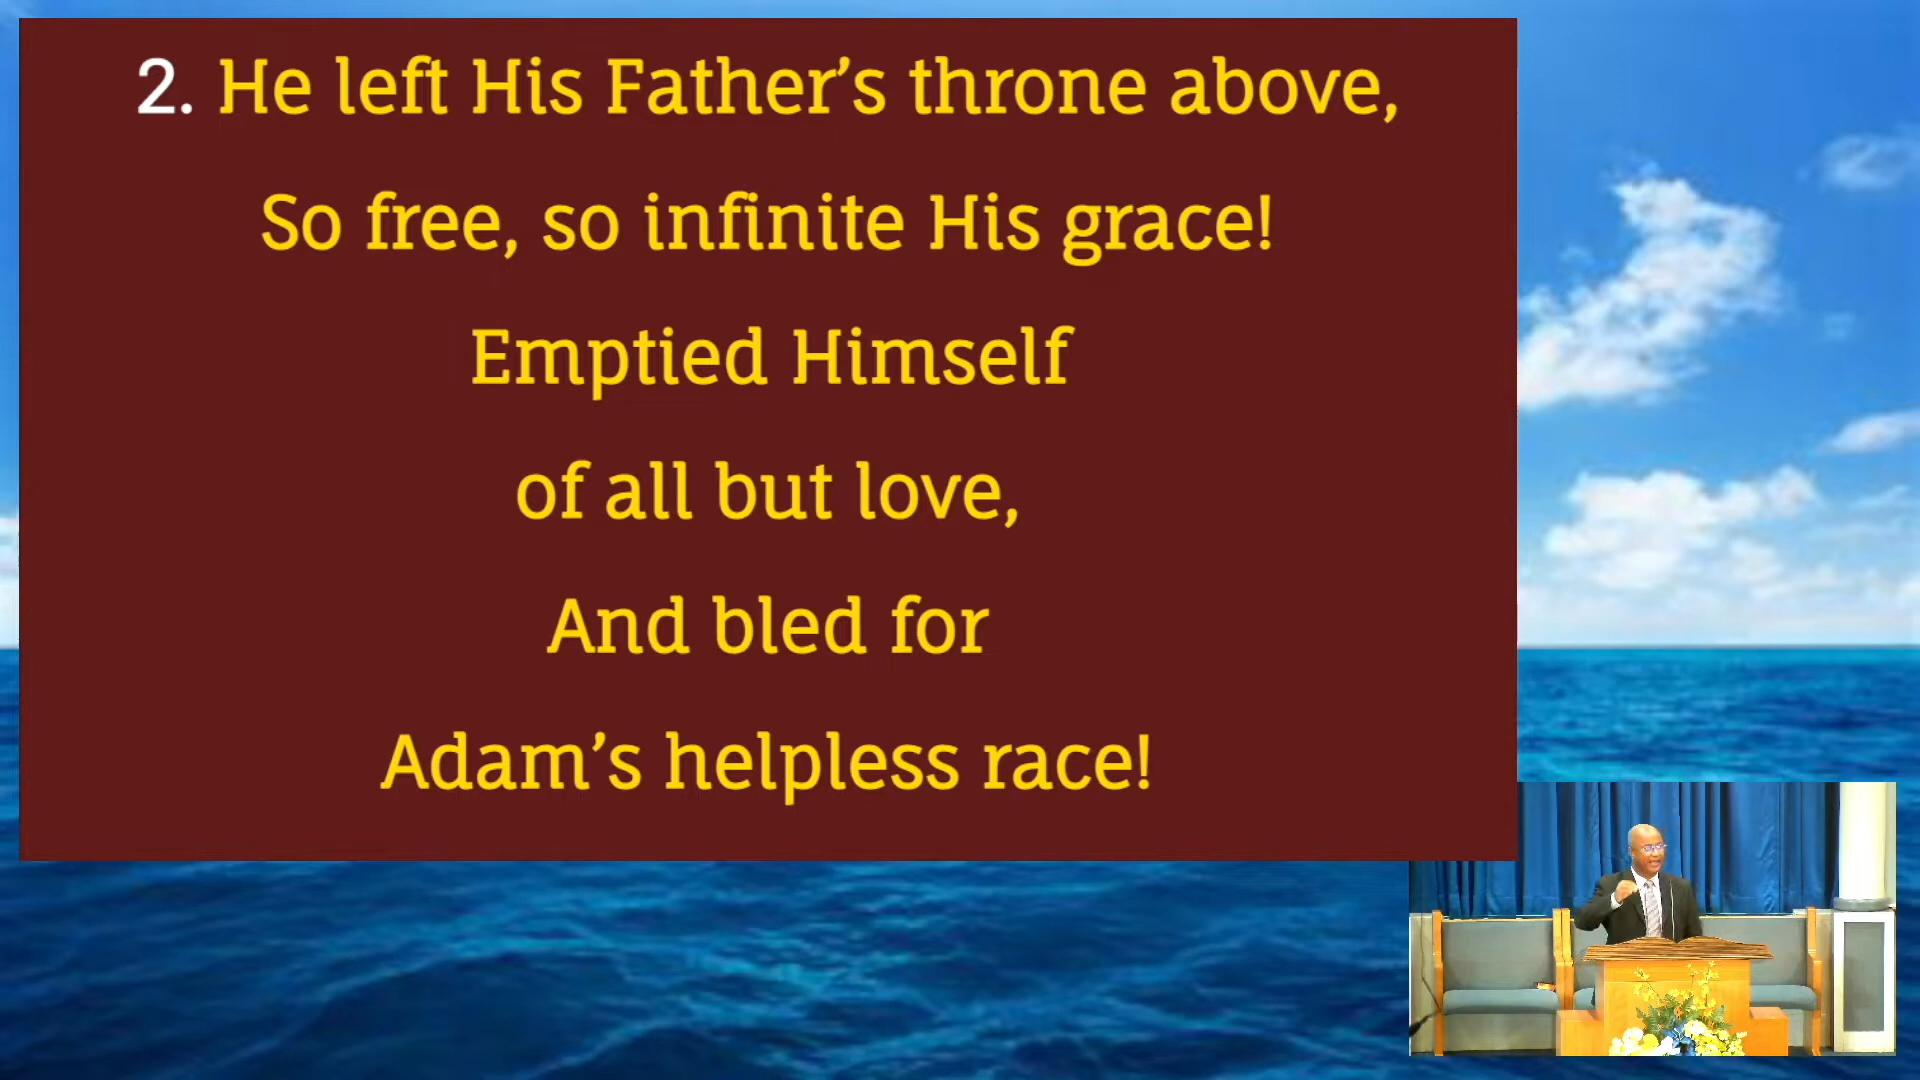 2. He left His Father’s throne above,
So free, so infinite His grace!
Emptied Himself
of all but love,
And bled for
Adam’s helpless race!